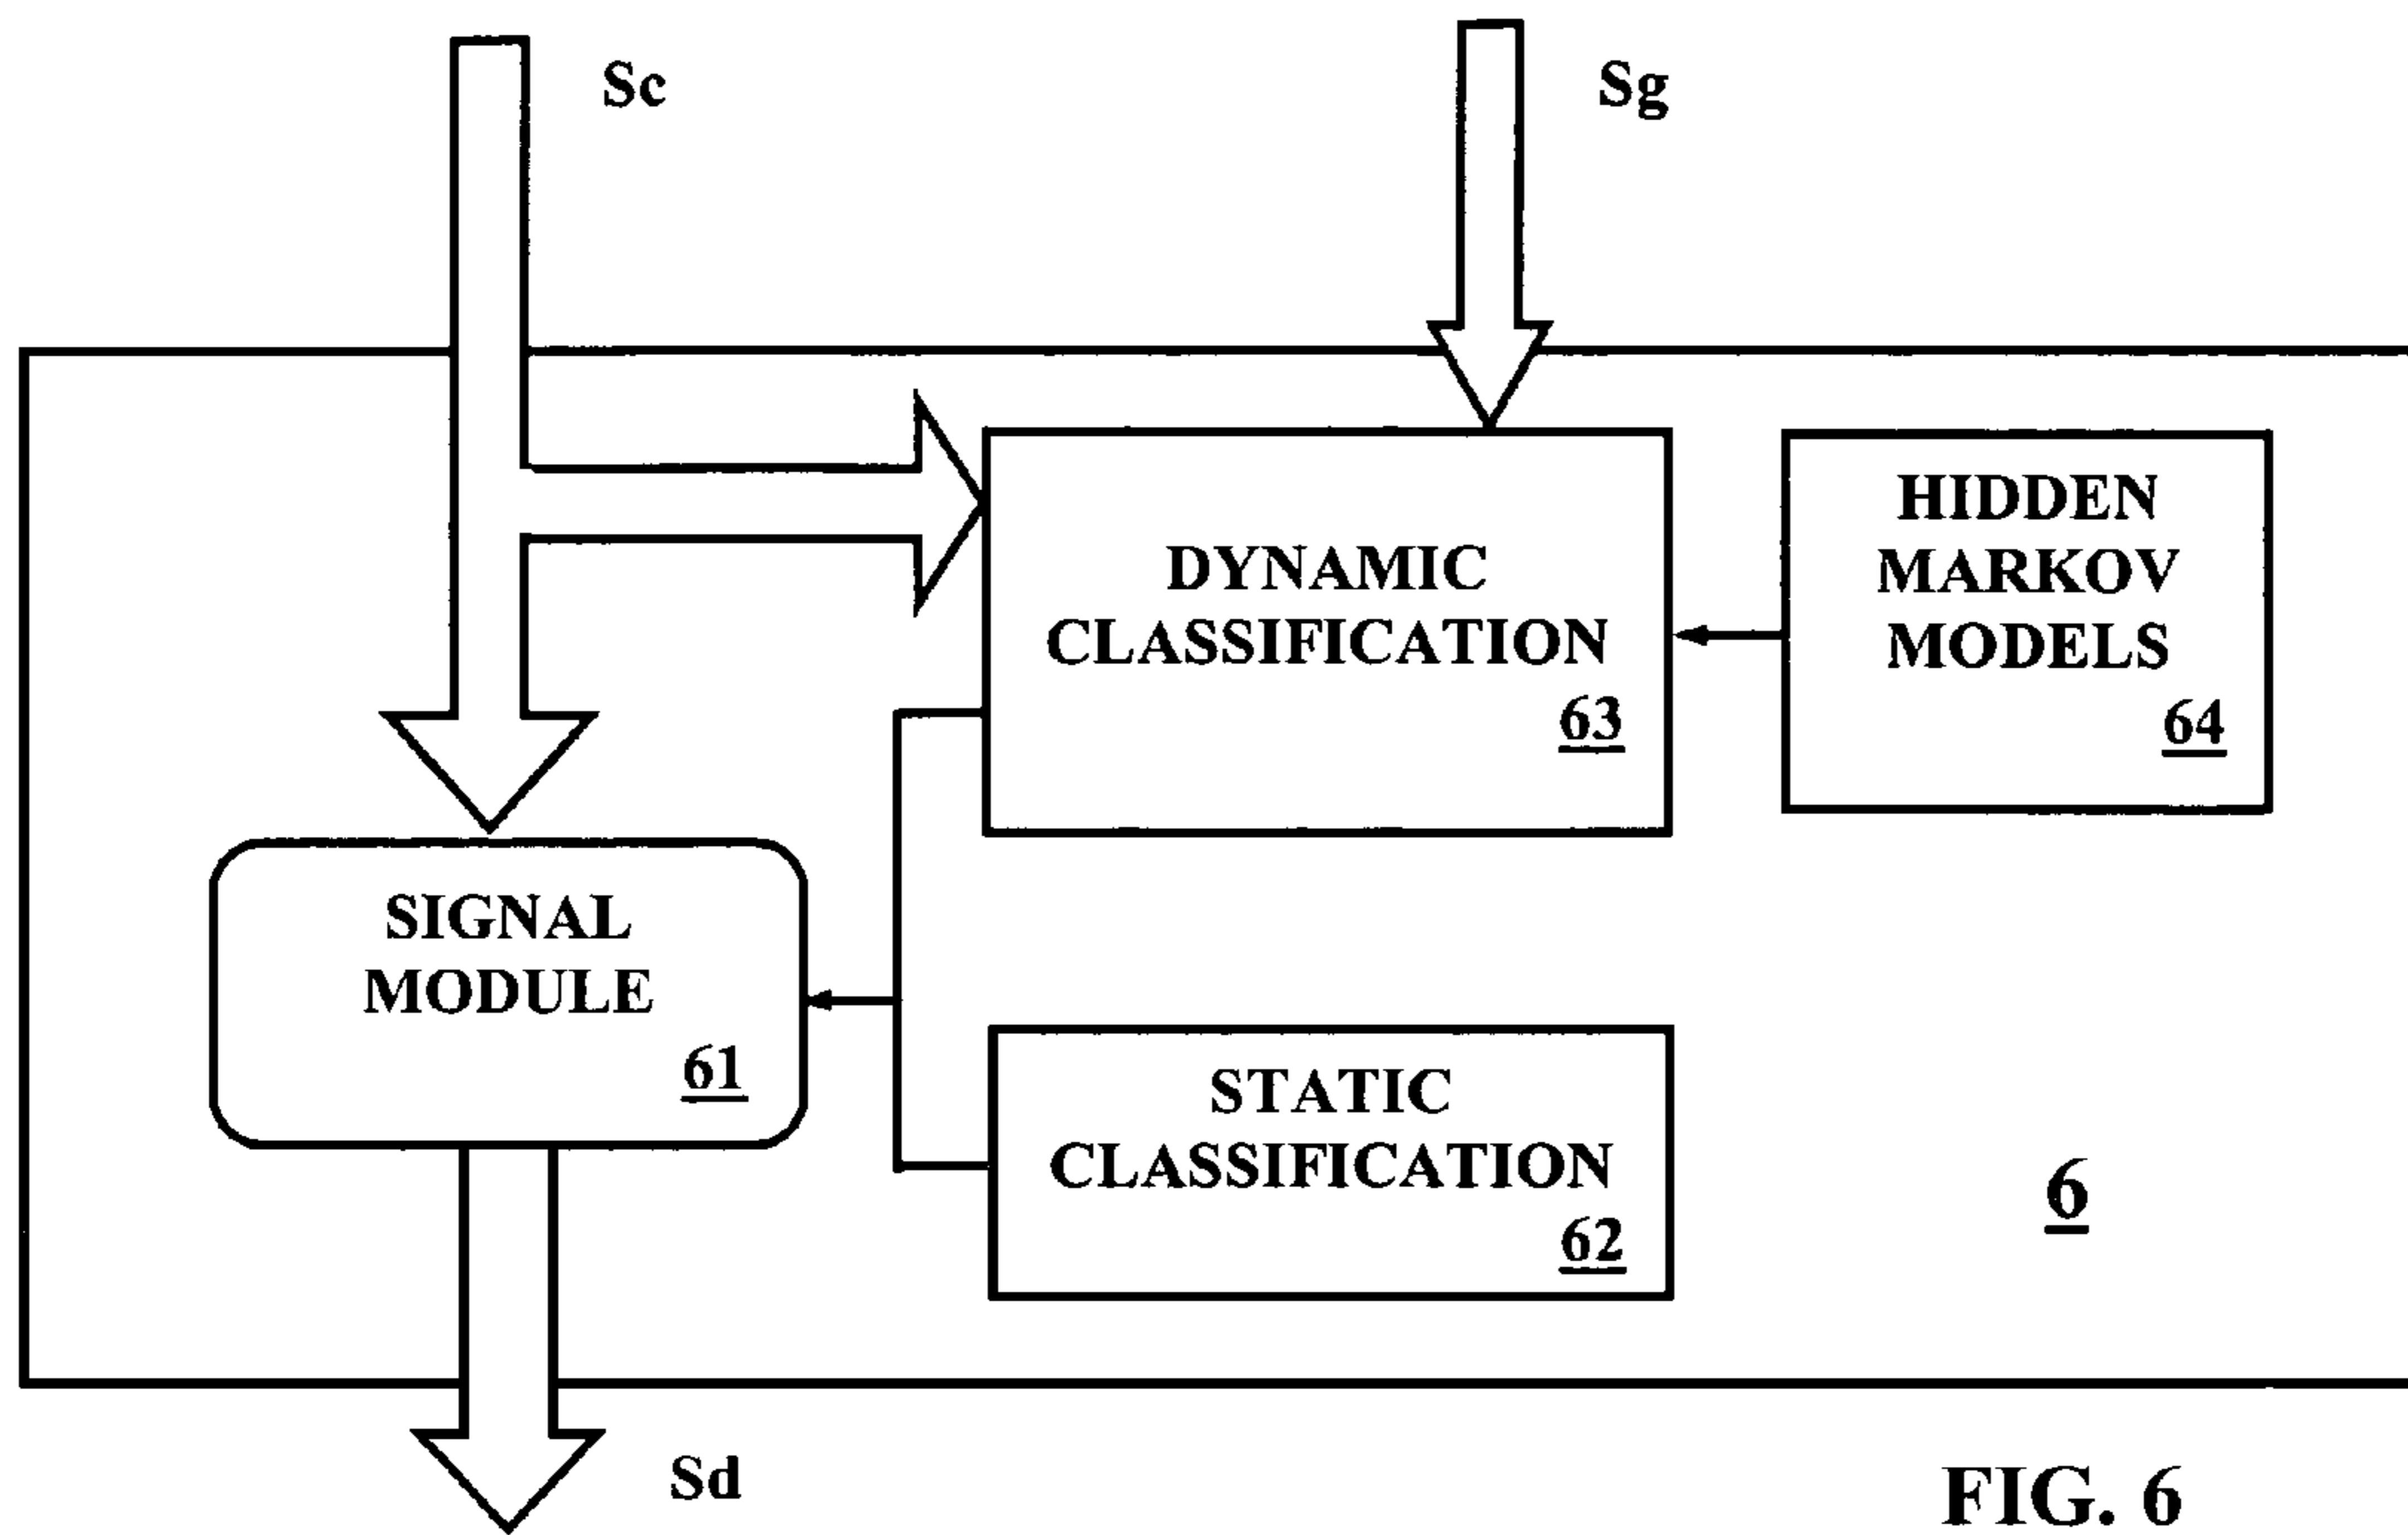 Sc
Sg
DYNAMIC
CLASSIFICATION
63
HIDDEN
MARKOV
MODELS
64
SIGNAL
MODULE
61
STATIC
CLASSIFICATION
62
6
Sd
FIG. 6